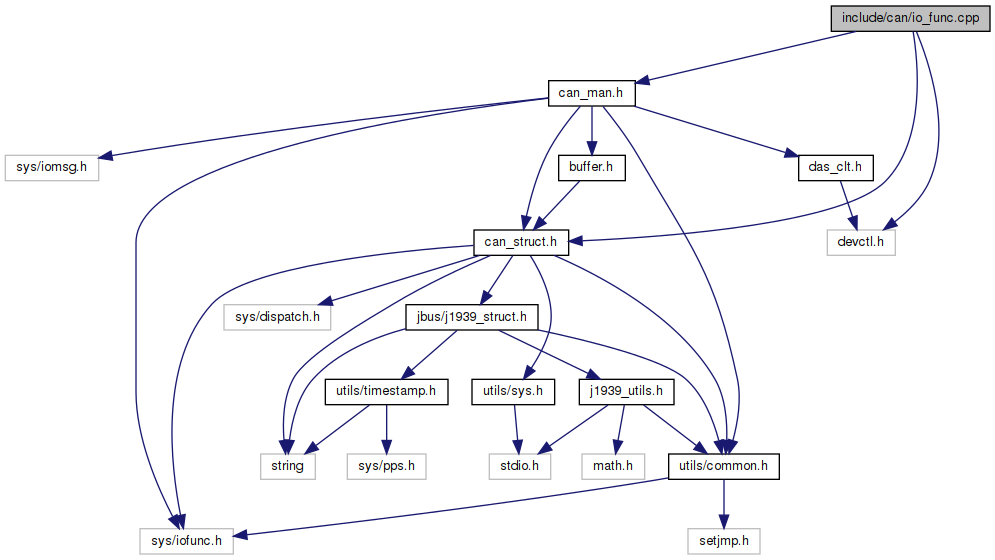 include/can/io_func.cpp
can_man.h
sys/iomsg.h
buffer.h
das_clt.h
can_struct.h
devctl.h
sys/dispatch.h
jbus/j1939_struct.h
utils/timestamp.h
utils/sys.h
j1939_utils.h
string
sys/pps.h
stdio.h
math.h
utils/common.h
sys/iofunc.h
setjmp.h